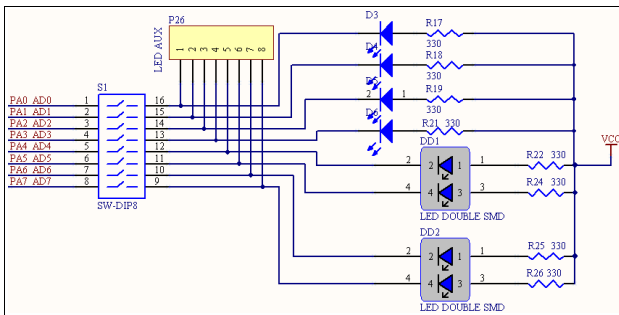 P26
LED AUX
1 2 3 4 5 6 7 8
D3
R17
330
D4
R18
330
D5
2 1
R19
330
D6
R21 330
S1
PA0 AD0 1 16
PA1 AD1 2 15
PA2 AD2 3 14
PA3 AD3 4 13
PA4 AD4 5 12
PA5 AD5 6 11
PA6 AD6 7 10
PA7 AD7 8 9
SW-DIP8
DD1
2 2 1 1
R22 330
4 4 3 3
R24 330
LED DOUBLE SMD
VCC
DD2
2 2 1 1
R25 330
4 4 3 3
R26 330
LED DOUBLE SMD